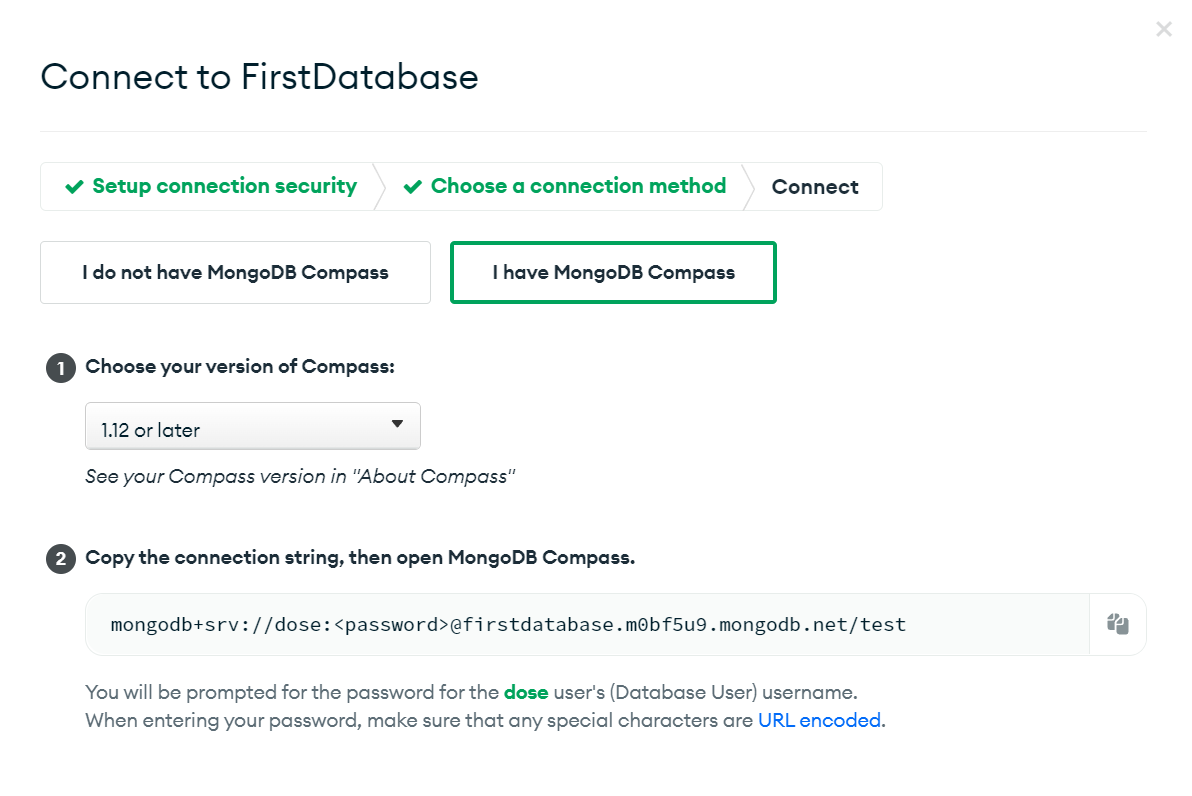 Connect to FirstDatabase
Setup connection security
Choose a connection method
Connect
I do not have MongoDB Compass
I have MongoDB Compass
1 Choose your version of Compass:
1.12 or later
See your Compass version in "About Compass"
2 Copy the connection string, then open MongoDB Compass.
mongodb+srv://dose:<password>@firstdatabase.m0bf5u9.mongodb.net/test
You will be prompted for the password for the dose user's (Database User) username.
When entering your password, make sure that any special characters are URL encoded.